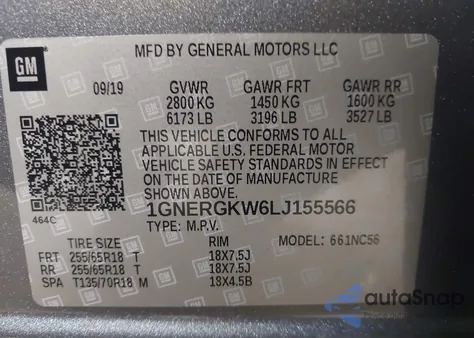 GM
MFD BY GENERAL MOTORS LLC
GM
09/19 GVWR GAWR FRT GAWR RR
2800 KG 1450 KG 1600 KG
6173 LB 3196 LB 3527 LB
THIS VEHICLE CONFORMS TO ALL
APPLICABLE U.S. FEDERAL MOTOR
VEHICLE SAFETY STANDARDS IN EFFECT
ON THE DATE OF MANUFACTURE
SHOWN ABOVE.
464C 1GNERGKW6LJ155566
TYPE: M.P.V. MODEL: 661NC56
TIRE SIZE RIM
FRT 255/65R18 T 18X7.5J
RR 255/65R18 T 18X7.5J
SPA T135/70R18 M 18X4.5B
autoSnap